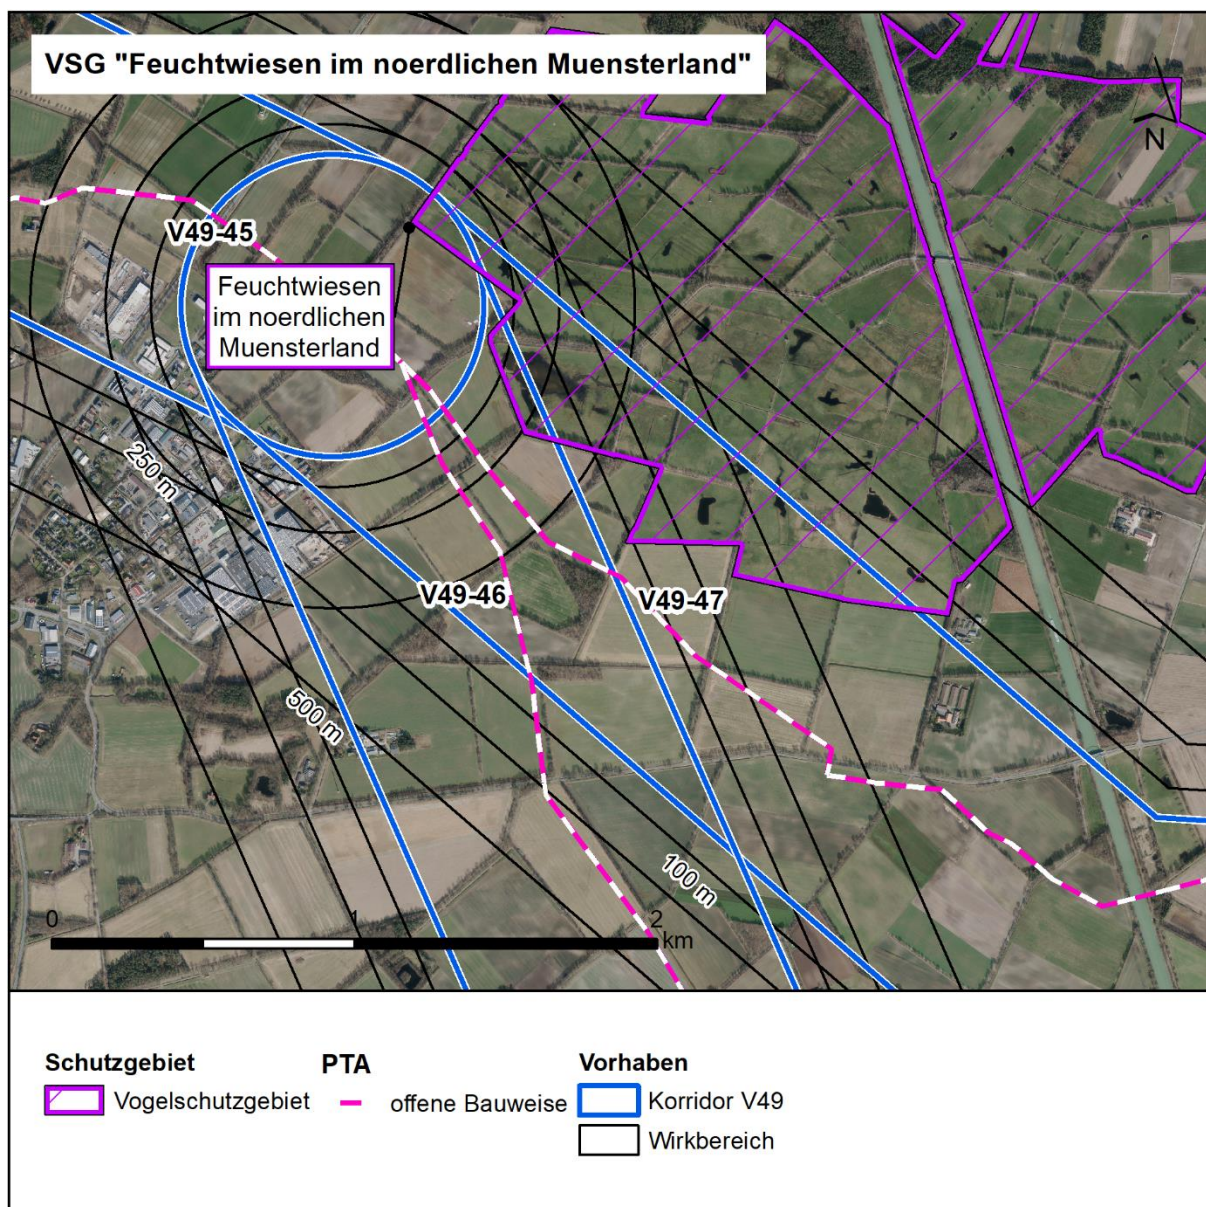 VSG "Feuchtwiesen im noerdlichen Muensterland"
N
V49-45
Feuchtwiesen
im noerdlichen
Muensterland
250 m
V49-46
V49-47
500 m
100 m
0 1 2
km
Schutzgebiet
Vogelschutzgebiet
PTA
offene Bauweise
Vorhaben
Korridor V49
Wirkbereich